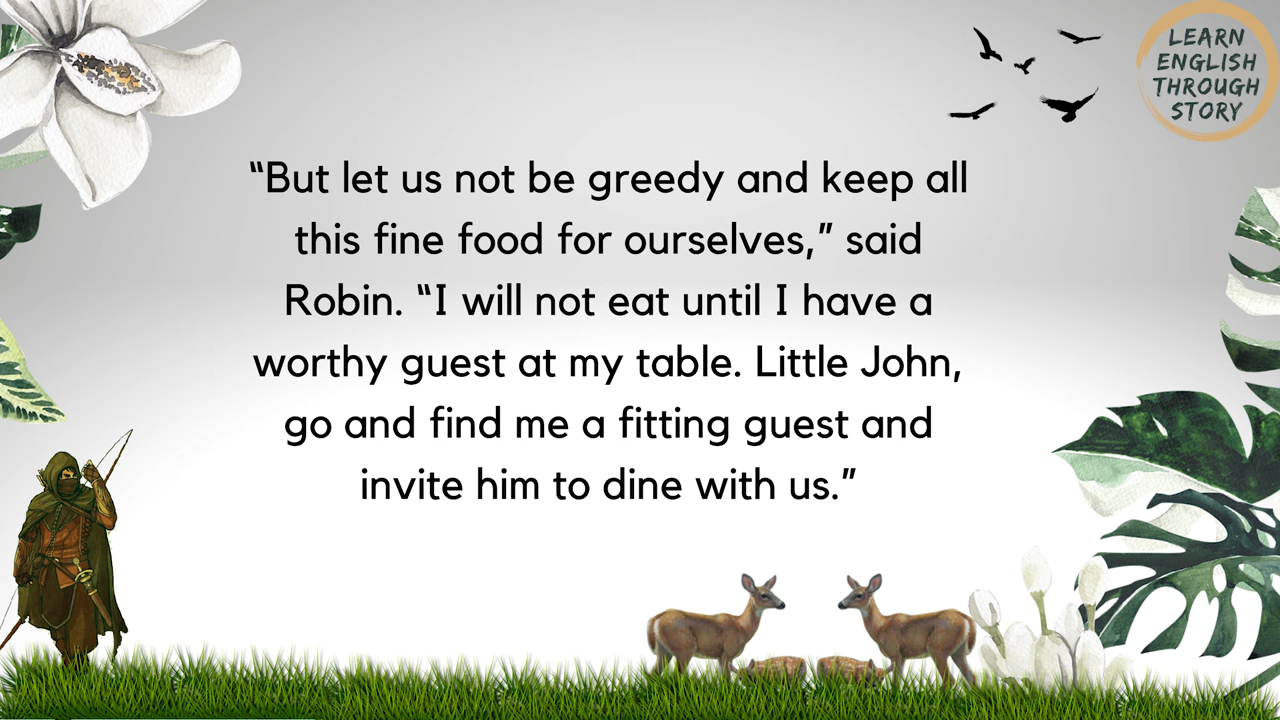 LEARN
ENGLISH
THROUGH
STORY
“But let us not be greedy and keep all
this fine food for ourselves,” said
Robin. “I will not eat until I have a
worthy guest at my table. Little John,
go and find me a fitting guest and
invite him to dine with us.”